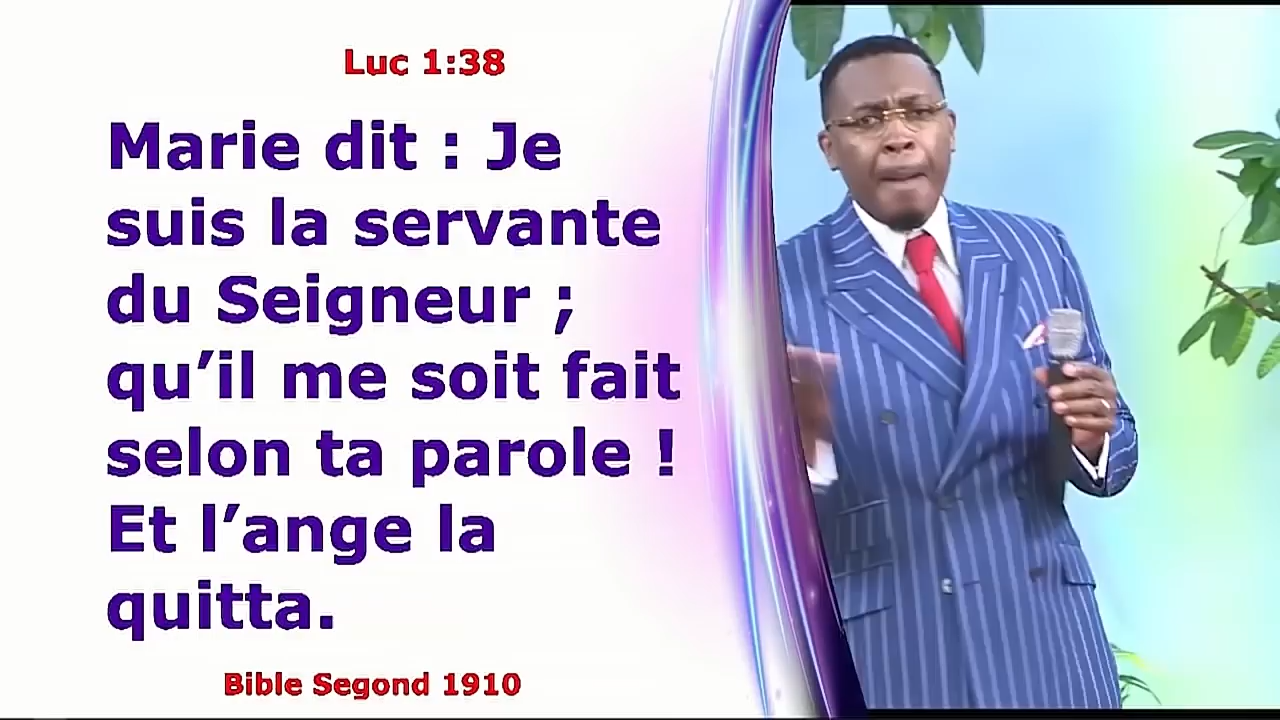 Luc 1:38
Marie dit : Je
suis la servante
du Seigneur ;
qu’il me soit fait
selon ta parole !
Et l’ange la
quitta.
Bible Segond 1910